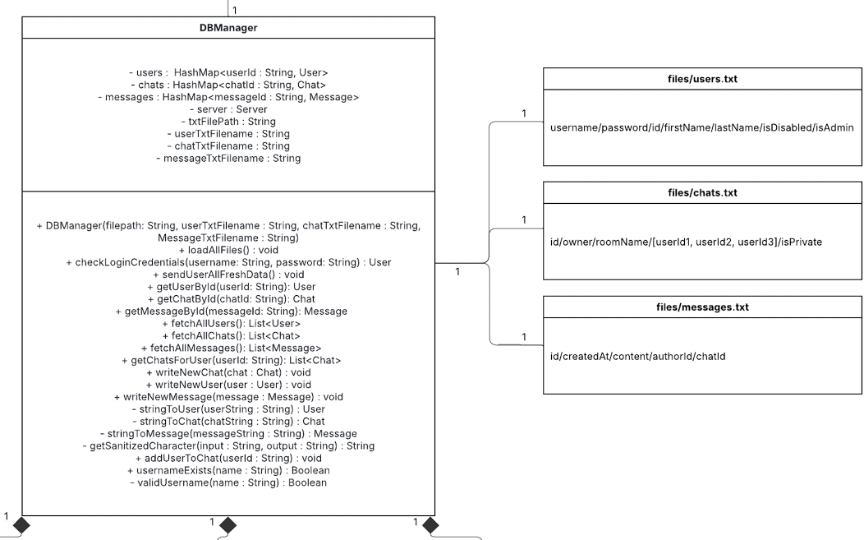 1
DBManager
- users : HashMap<userId : String, User>
- chats : HashMap<chatId : String, Chat>
- messages : HashMap<messageId : String, Message>
- server : Server
- txtFilePath : String
- userTxtFilename : String
- chatTxtFilename : String
- messageTxtFilename : String
+ DBManager(filepath: String, userTxtFilename : String, chatTxtFilename : String,
MessageTxtFilename : String)
+ loadAllFiles() : void
+ checkLoginCredentials(username: String, password: String) : User
+ sendUserAllFreshData() : void
+ getUserById(userId: String): User
+ getChatById(chatId: String): Chat
+ getMessageById(messageId: String): Message
+ fetchAllUsers(): List<User>
+ fetchAllChats(): List<Chat>
+ fetchAllMessages(): List<Message>
+ getChatsForUser(userId: String): List<Chat>
+ writeNewChat(chat : Chat) : void
+ writeNewUser(user : User) : void
+ writeNewMessage(message : Message) : void
- stringToUser(userString : String) : User
- stringToChat(chatString : String) : Chat
- stringToMessage(messageString : String) : Message
- getSanitizedCharacter(input : String, output : String) : String
+ addUserToChat(userId : String) : void
+ usernameExists(name : String) : Boolean
- validUsername(name : String) : Boolean
1
1
1
1
1
files/users.txt
username/password/id/firstName/lastName/isDisabled/isAdmin
1
files/chats.txt
id/owner/roomName/[userId1, userId2, userId3]/isPrivate
1
files/messages.txt
id/createdAt/content/authorId/chatId